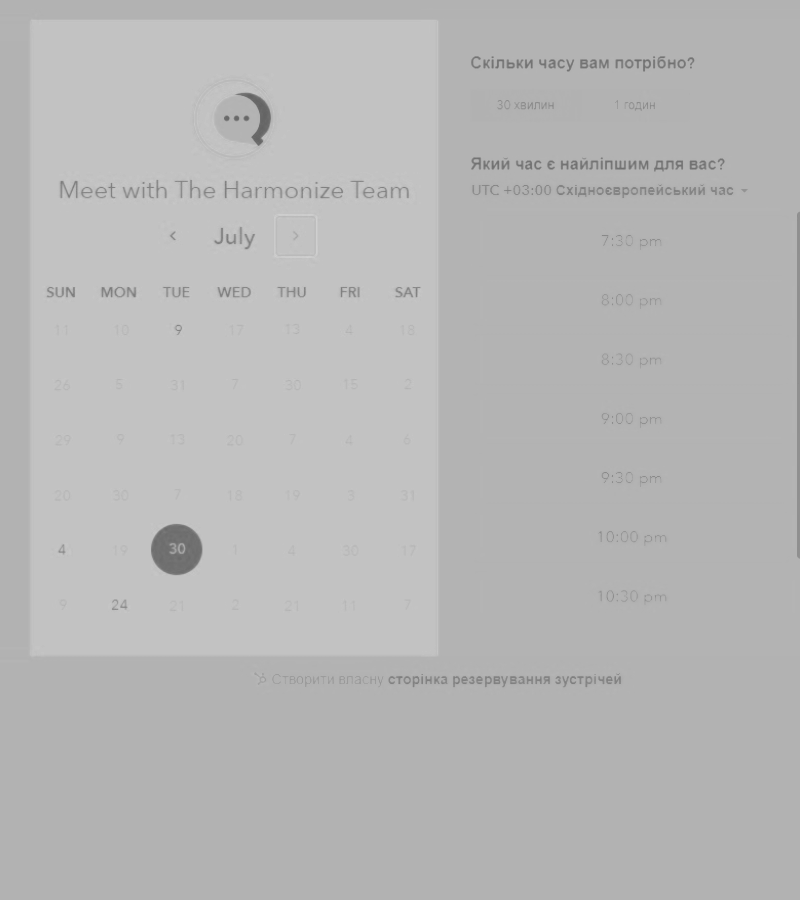 Meet with The Harmonize Team
July
SUN MON TUE WED THU FRI SAT
11 10 9 17 13 4 18
26 5 31 7 30 15 2
29 9 13 20 7 4 6
20 30 7 18 19 3 31
4 19 30 1 4 30 17
9 24 21 2 21 11 7
Скільки часу вам потрібно?
30 хвилин 1 годин
Який час є найліпшим для вас?
UTC +03:00 Східноєвропейський час
7:30 pm
8:00 pm
8:30 pm
9:00 pm
9:30 pm
10:00 pm
10:30 pm
Створити власну сторінка резервування зустрічей